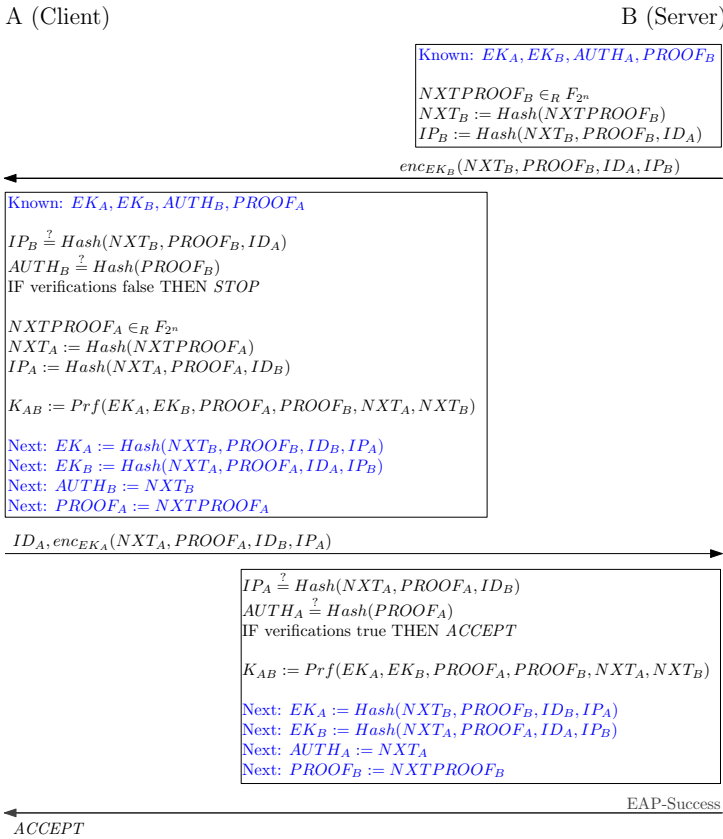 A (Client)
B (Server)
Known: EK_A, EK_B, AUTH_A, PROOF_B
NXTPROOF_B ∈_R F_{2^n}
NXT_B := Hash(NXTPROOF_B)
IP_B := Hash(NXT_B, PROOF_B, ID_A)
enc_{EK_B}(NXT_B, PROOF_B, ID_A, IP_B)
Known: EK_A, EK_B, AUTH_B, PROOF_A
IP_B ≟ Hash(NXT_B, PROOF_B, ID_A)
AUTH_B ≟ Hash(PROOF_B)
IF verifications false THEN STOP
NXTPROOF_A ∈_R F_{2^n}
NXT_A := Hash(NXTPROOF_A)
IP_A := Hash(NXT_A, PROOF_A, ID_B)
K_{AB} := Prf(EK_A, EK_B, PROOF_A, PROOF_B, NXT_A, NXT_B)
Next: EK_A := Hash(NXT_B, PROOF_B, ID_B, IP_A)
Next: EK_B := Hash(NXT_A, PROOF_A, ID_A, IP_B)
Next: AUTH_B := NXT_B
Next: PROOF_A := NXTPROOF_A
ID_A, enc_{EK_A}(NXT_A, PROOF_A, ID_B, IP_A)
IP_A ≟ Hash(NXT_A, PROOF_A, ID_B)
AUTH_A ≟ Hash(PROOF_A)
IF verifications true THEN ACCEPT
K_{AB} := Prf(EK_A, EK_B, PROOF_A, PROOF_B, NXT_A, NXT_B)
Next: EK_A := Hash(NXT_B, PROOF_B, ID_B, IP_A)
Next: EK_B := Hash(NXT_A, PROOF_A, ID_A, IP_B)
Next: AUTH_A := NXT_A
Next: PROOF_B := NXTPROOF_B
EAP-Success
ACCEPT